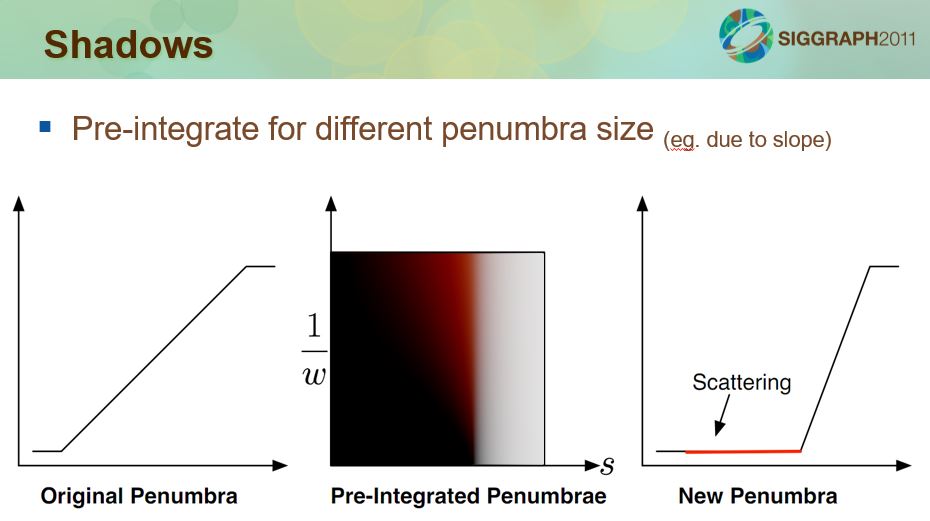 Shadows
SIGGRAPH2011
Pre-integrate for different penumbra size (eg. due to slope)
1
w
s
Scattering
Original Penumbra
Pre-Integrated Penumbrae
New Penumbra